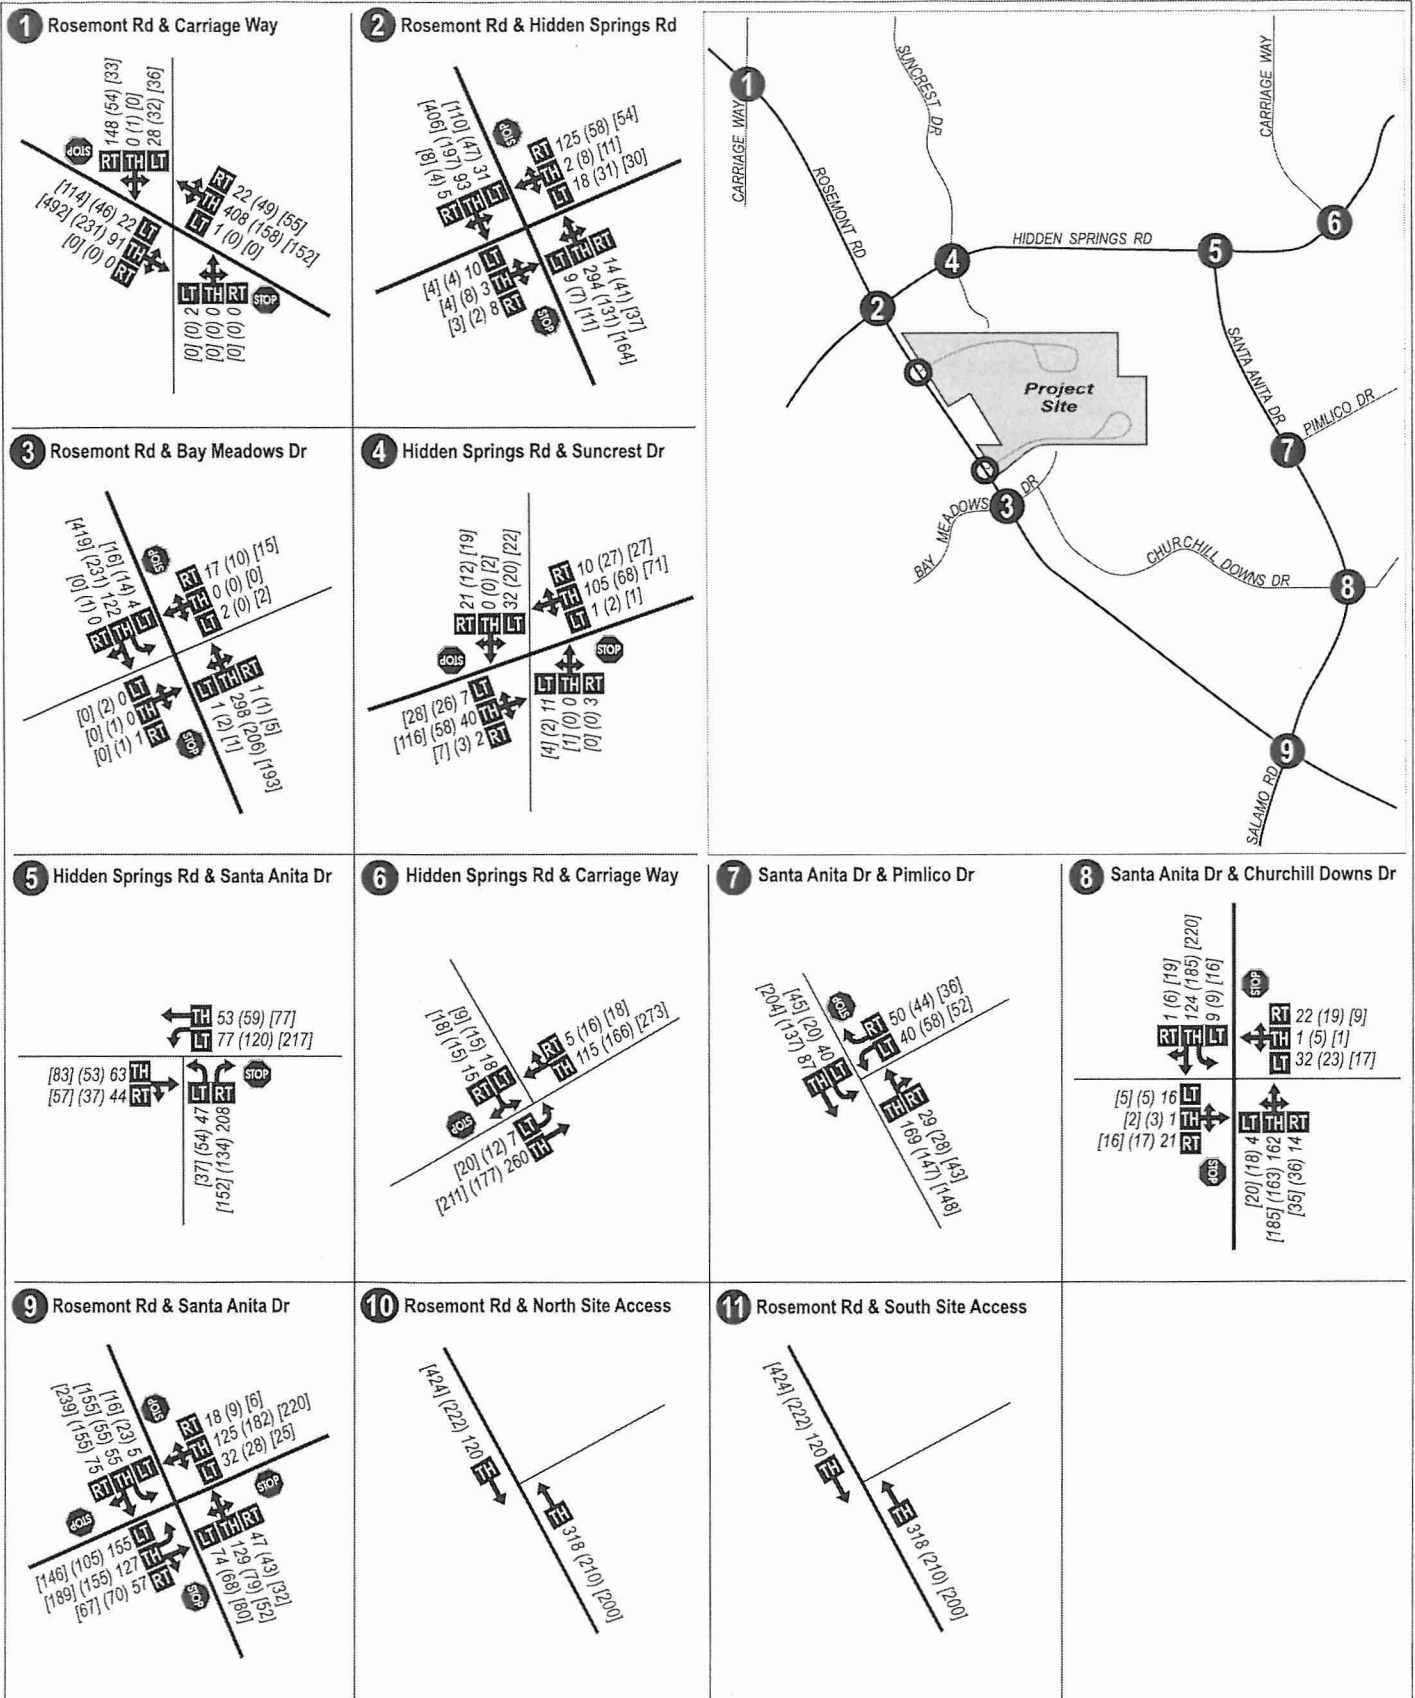 1 Rosemont Rd & Carriage Way
148 (54) [33]
0 (1) [0]
28 (32) [36]
STOP
RT TH LT
RT 22 (49) [55]
TH 408 (158) [152]
LT 1 (0) [0]
[114] (46) 22 LT
[492] (231) 91 TH
[0] (0) 0 RT
LT TH RT
STOP
[0] (0) 2
[0] (0) 0
[0] (0) 0
2 Rosemont Rd & Hidden Springs Rd
[110] (47) 31
[406] (197) 93
[8] (4) 5
RT TH LT
STOP
RT 125 (58) [54]
TH 2 (8) [11]
LT 18 (31) [30]
[4] (4) 10 LT
[4] (8) 3 TH
[3] (2) 8 RT
STOP
LT TH RT
14 (41) [37]
294 (131) [164]
9 (7) [11]
CARRIAGE WAY
SUNCREST DR
CARRIAGE WAY
ROSEMONT RD
HIDDEN SPRINGS RD
SANTA ANITA DR
PIMLICO DR
Project
Site
BAY MEADOWS DR
CHURCHILL DOWNS DR
SALAMO RD
1
2
3
4
5
6
7
8
9
3 Rosemont Rd & Bay Meadows Dr
[16] (14) 4
[419] (231) 122
[0] (1) 0
RT TH LT
STOP
RT 17 (10) [15]
TH 0 (0) [0]
LT 2 (0) [2]
[0] (2) 0 LT
[0] (1) 0 TH
[0] (1) 1 RT
STOP
LT TH RT
1 (1) [5]
298 (206) [193]
1 (2) [1]
4 Hidden Springs Rd & Suncrest Dr
21 (12) [19]
0 (0) [2]
32 (20) [22]
RT TH LT
STOP
RT 10 (27) [27]
TH 105 (68) [71]
LT 1 (2) [1]
STOP
[28] (26) 7 LT
[116] (58) 40 TH
[7] (3) 2 RT
LT TH RT
[4] (2) 11
[1] (0) 0
[0] (0) 3
5 Hidden Springs Rd & Santa Anita Dr
TH 53 (59) [77]
LT 77 (120) [217]
[83] (53) 63 TH
[57] (37) 44 RT
LT RT
STOP
[37] (54) 47
[152] (134) 208
6 Hidden Springs Rd & Carriage Way
[9] (15) 18
[18] (15) 15
RT LT
STOP
RT 5 (16) [18]
TH 115 (166) [273]
[20] (12) 7 LT
[211] (177) 260 TH
7 Santa Anita Dr & Pimlico Dr
[45] (20) 40
[204] (137) 87
TH LT
STOP
RT 50 (44) [36]
LT 40 (58) [52]
TH RT
29 (28) [43]
169 (147) [148]
8 Santa Anita Dr & Churchill Downs Dr
1 (6) [19]
124 (185) [220]
9 (9) [16]
RT TH LT
STOP
RT 22 (19) [9]
TH 1 (5) [1]
LT 32 (23) [17]
[5] (5) 16 LT
[2] (3) 1 TH
[16] (17) 21 RT
STOP
LT TH RT
[20] (18) 4
[185] (163) 162
[35] (36) 14
9 Rosemont Rd & Santa Anita Dr
[16] (23) 5
[155] (55) 55
[239] (155) 75
RT TH LT
STOP
RT 18 (9) [6]
TH 125 (182) [220]
LT 32 (28) [25]
STOP
STOP
[146] (105) 155 LT
[189] (155) 127 TH
[67] (70) 57 RT
STOP
LT TH RT
47 (43) [32]
129 (79) [52]
74 (68) [80]
10 Rosemont Rd & North Site Access
[424] (222) 120 TH
TH 318 (210) [200]
11 Rosemont Rd & South Site Access
[424] (222) 120 TH
TH 318 (210) [200]